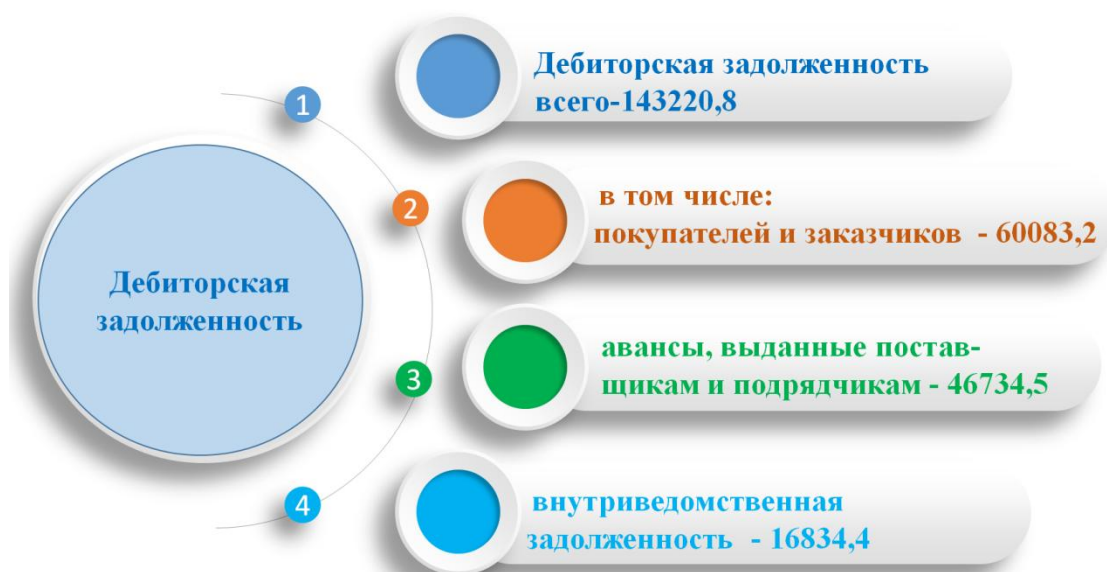 Дебиторская
задолженность
1
Дебиторская задолженность
всего-143220,8
2
в том числе:
покупателей и заказчиков - 60083,2
3
авансы, выданные постав-
щикам и подрядчикам - 46734,5
4
внутриведомственная
задолженность - 16834,4